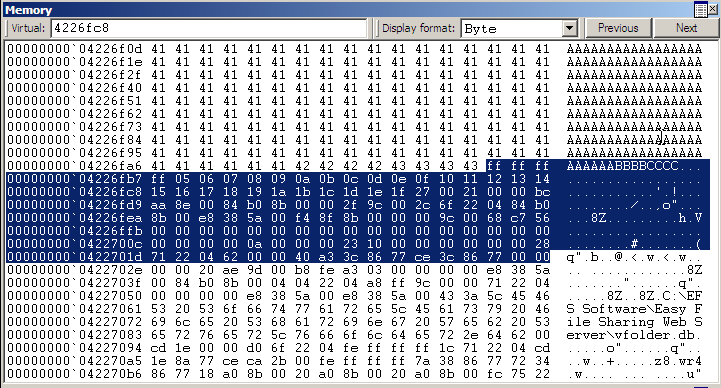 Memory
Virtual: 4226fc8 Display format: Byte Previous Next
00000000`04226f0d 41 41 41 41 41 41 41 41 41 41 41 41 41 41 41 41 41 AAAAAAAAAAAAAAAAA
00000000`04226f1e 41 41 41 41 41 41 41 41 41 41 41 41 41 41 41 41 41 AAAAAAAAAAAAAAAAA
00000000`04226f2f 41 41 41 41 41 41 41 41 41 41 41 41 41 41 41 41 41 AAAAAAAAAAAAAAAAA
00000000`04226f40 41 41 41 41 41 41 41 41 41 41 41 41 41 41 41 41 41 AAAAAAAAAAAAAAAAA
00000000`04226f51 41 41 41 41 41 41 41 41 41 41 41 41 41 41 41 41 41 AAAAAAAAAAAAAAAAA
00000000`04226f62 41 41 41 41 41 41 41 41 41 41 41 41 41 41 41 41 41 AAAAAAAAAAAAAAAAA
00000000`04226f73 41 41 41 41 41 41 41 41 41 41 41 41 41 41 41 41 41 AAAAAAAAAAAAAAAAA
00000000`04226f84 41 41 41 41 41 41 41 41 41 41 41 41 41 41 41 41 41 AAAAAAAAAAAAAAAAA
00000000`04226f95 41 41 41 41 41 41 41 41 41 41 41 41 41 41 41 41 41 AAAAAAAAAAAAAAAAA
00000000`04226fa6 41 41 41 41 41 41 42 42 42 42 43 43 43 43 ff ff ff AAAAAABBBBCCCC...
00000000`04226fb7 ff 05 06 07 08 09 0a 0b 0c 0d 0e 0f 10 11 12 13 14 .................
00000000`04226fc8 15 16 17 18 19 1a 1b 1c 1d 1e 1f 27 00 21 00 00 bc ...........'.!...
00000000`04226fd9 aa 8e 00 84 b0 8b 00 00 2f 9c 00 2c 6f 22 04 84 b0 ......../..,o"...
00000000`04226fea 8b 00 e8 38 5a 00 f4 8f 8b 00 00 00 9c 00 68 c7 56 ...8Z.........h.V
00000000`04226ffb 00 00 00 00 00 00 00 00 00 00 00 00 00 00 00 00 00 .................
00000000`0422700c 00 00 00 0a 00 00 00 23 10 00 00 00 00 00 00 00 28 .......#........(
00000000`0422701d 71 22 04 62 00 00 40 a3 3c 86 77 ce 3c 86 77 00 00 q".b..@.<.w.<.w..
00000000`0422702e 00 00 20 ae 9d 00 b8 fe a3 03 00 00 00 00 e8 38 5a .. ............8Z
00000000`0422703f 00 84 b0 8b 00 04 04 22 04 a8 ff 9c 00 00 71 22 04 ......."......q".
00000000`04227050 00 00 00 00 e8 38 5a 00 e8 38 5a 00 43 3a 5c 45 46 .....8Z..8Z.C:\EF
00000000`04227061 53 20 53 6f 66 74 77 61 72 65 5c 45 61 73 79 20 46 S Software\Easy F
00000000`04227072 69 6c 65 20 53 68 61 72 69 6e 67 20 57 65 62 20 53 ile Sharing Web S
00000000`04227083 65 72 76 65 72 5c 76 66 6f 6c 64 65 72 2e 64 62 00 erver\vfolder.db.
00000000`04227094 cd 1e 00 00 d0 6f 22 04 fe ff ff ff 1c 71 22 04 cd .....o"......q"..
00000000`042270a5 1e 8a 77 ce ca 2b 00 fe ff ff ff 7a 38 86 77 72 34 ..w..+.....z8.wr4
00000000`042270b6 86 77 18 a0 8b 00 20 a0 8b 00 20 a0 8b 00 fc 75 22 .w.... ... ....u"